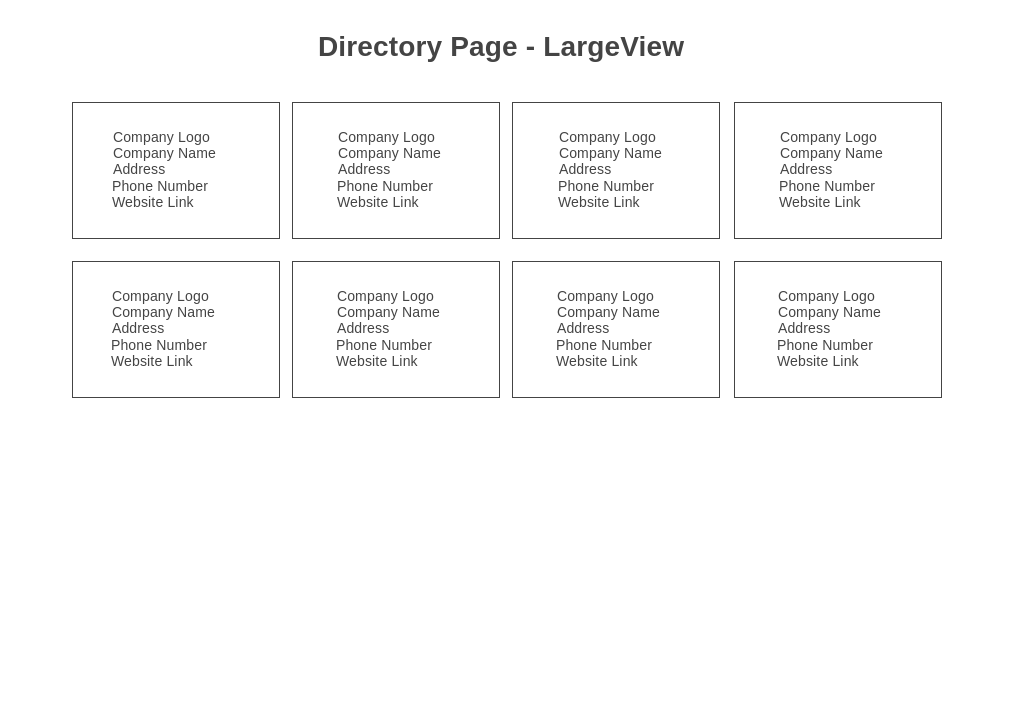 Directory Page - LargeView
Company Logo
Company Name
Address
Phone Number
Website Link
Company Logo
Company Name
Address
Phone Number
Website Link
Company Logo
Company Name
Address
Phone Number
Website Link
Company Logo
Company Name
Address
Phone Number
Website Link
Company Logo
Company Name
Address
Phone Number
Website Link
Company Logo
Company Name
Address
Phone Number
Website Link
Company Logo
Company Name
Address
Phone Number
Website Link
Company Logo
Company Name
Address
Phone Number
Website Link